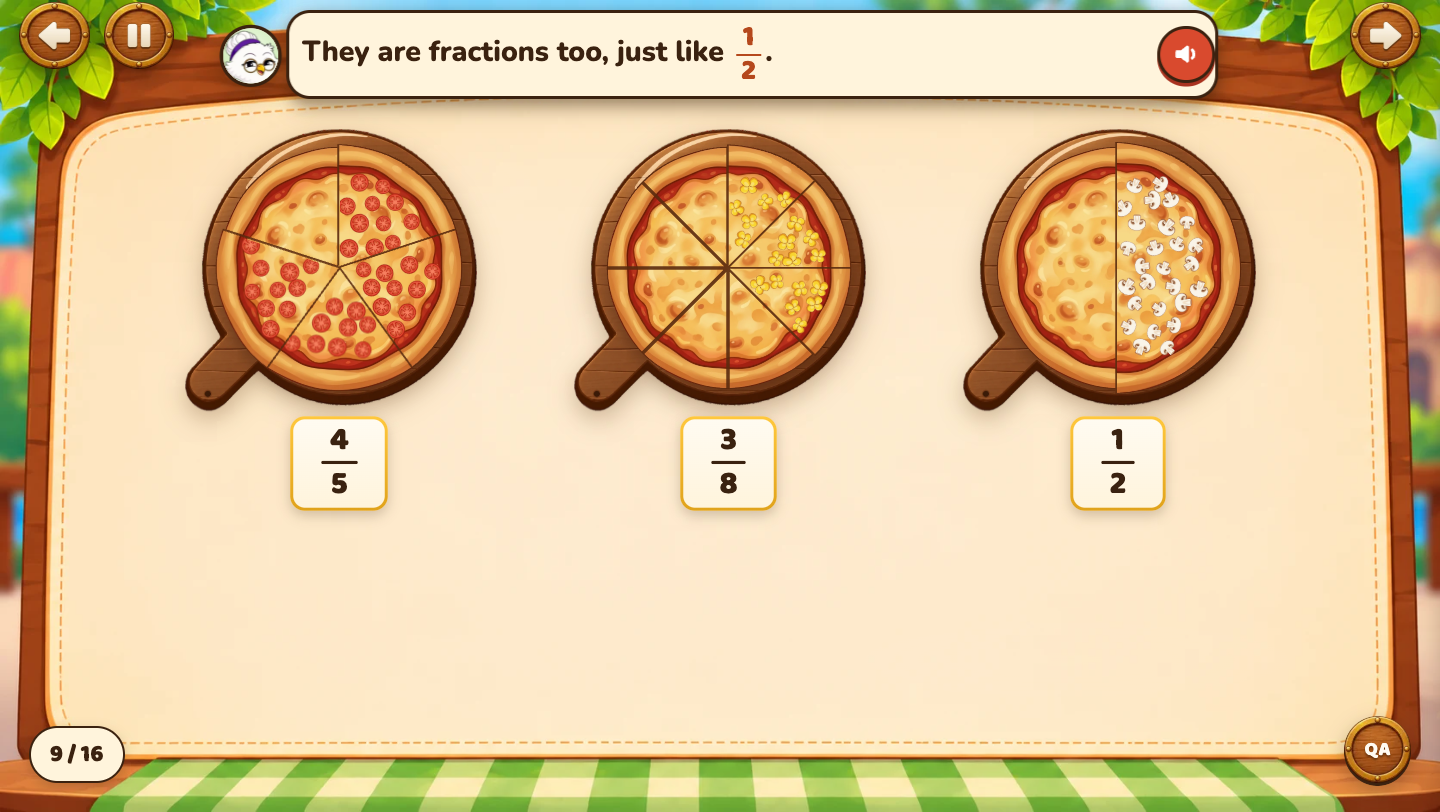 They are fractions too, just like 1/2.
4/5
3/8
1/2
9 / 16
QA